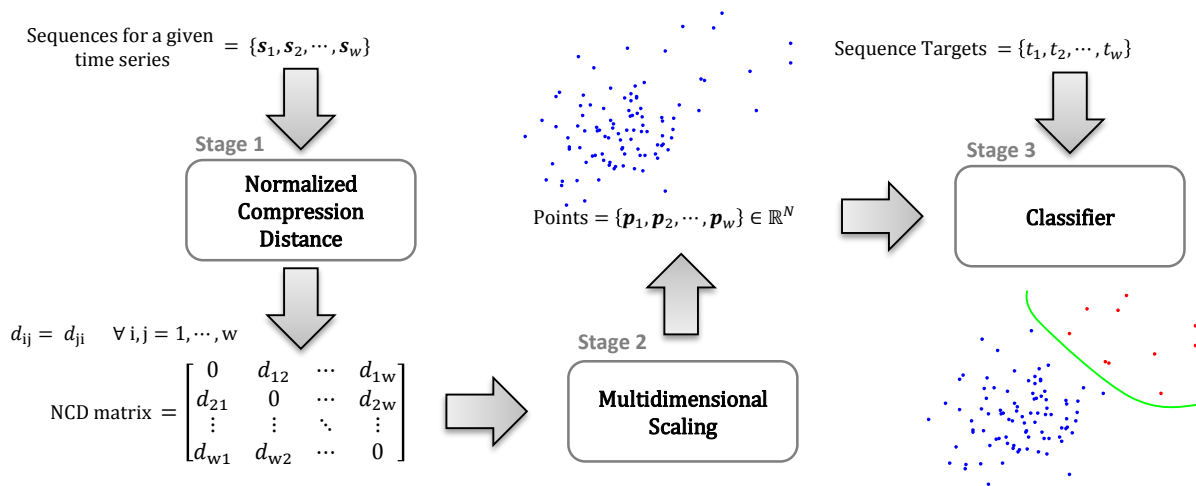 Sequences for a given
time series = {𝒔₁, 𝒔₂, ⋯ , 𝒔_w}
Stage 1
Normalized
Compression
Distance
d_ij = d_ji ∀ i, j = 1, ⋯ , w
NCD matrix =
0 d₁₂ ⋯ d_1w
d₂₁ 0 ⋯ d_2w
⋮ ⋮ ⋱ ⋮
d_w1 d_w2 ⋯ 0
Stage 2
Multidimensional
Scaling
Points = {𝒑₁, 𝒑₂, ⋯ , 𝒑_w} ∈ ℝᴺ
Sequence Targets = {t₁, t₂, ⋯ , t_w}
Stage 3
Classifier